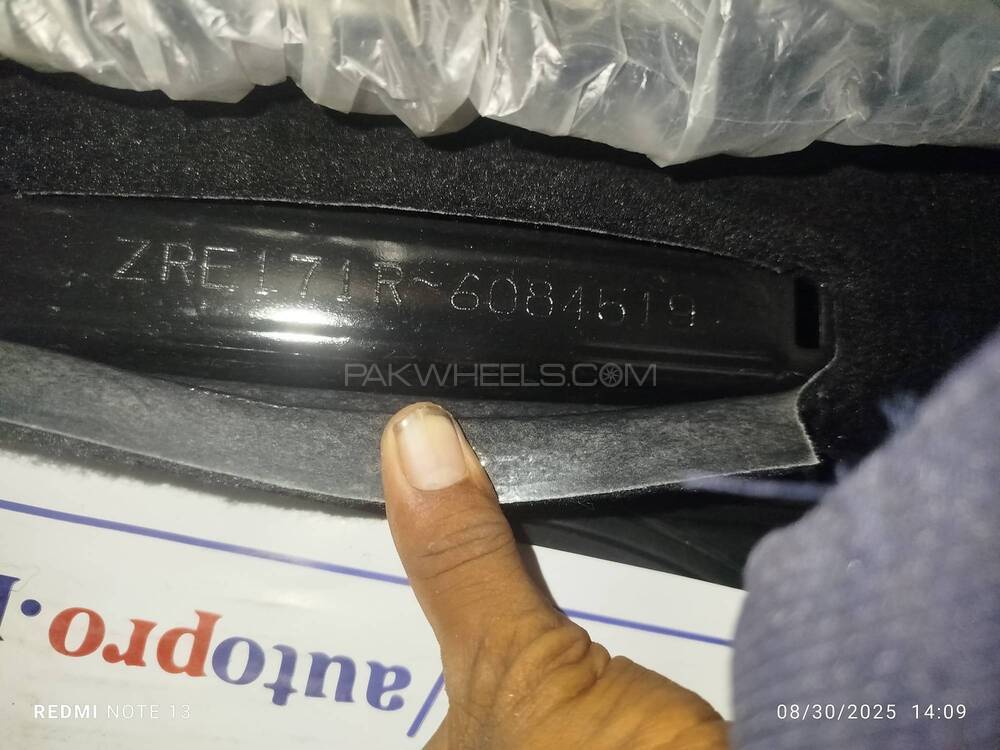 ZRE171R-6084519
PAKWHEELS.COM
/autopro.
REDMI NOTE 13
08/30/2025 14:09